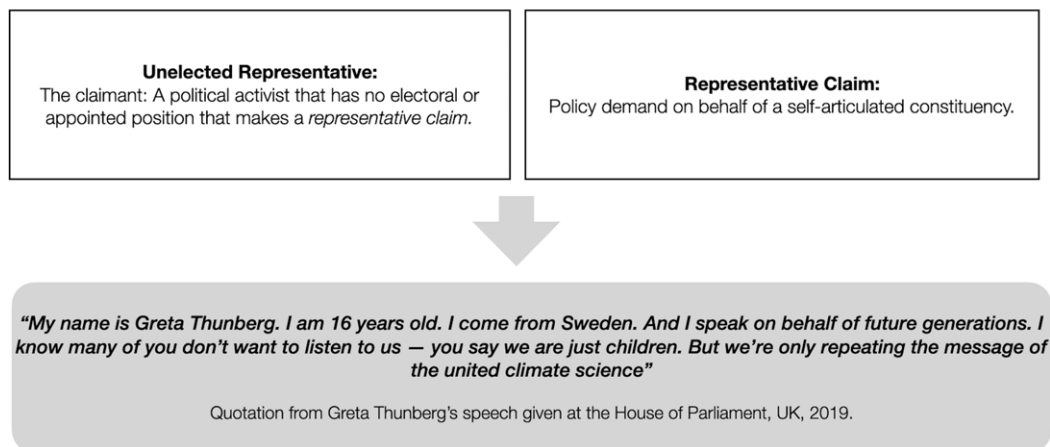 Unelected Representative:
The claimant: A political activist that has no electoral or
appointed position that makes a representative claim.
Representative Claim:
Policy demand on behalf of a self-articulated constituency.
“My name is Greta Thunberg. I am 16 years old. I come from Sweden. And I speak on behalf of future generations. I
know many of you don’t want to listen to us — you say we are just children. But we’re only repeating the message of
the united climate science”
Quotation from Greta Thunberg’s speech given at the House of Parliament, UK, 2019.